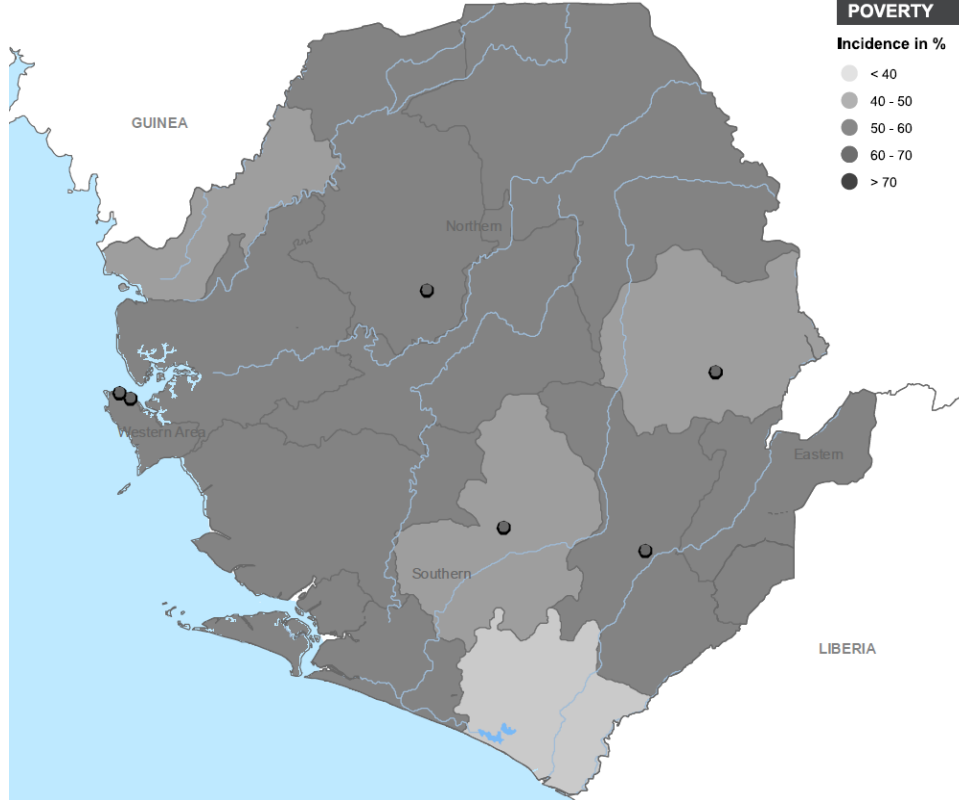 POVERTY
Incidence in %
< 40
40 - 50
50 - 60
60 - 70
> 70
GUINEA
Northern
Western Area
Eastern
Southern
LIBERIA